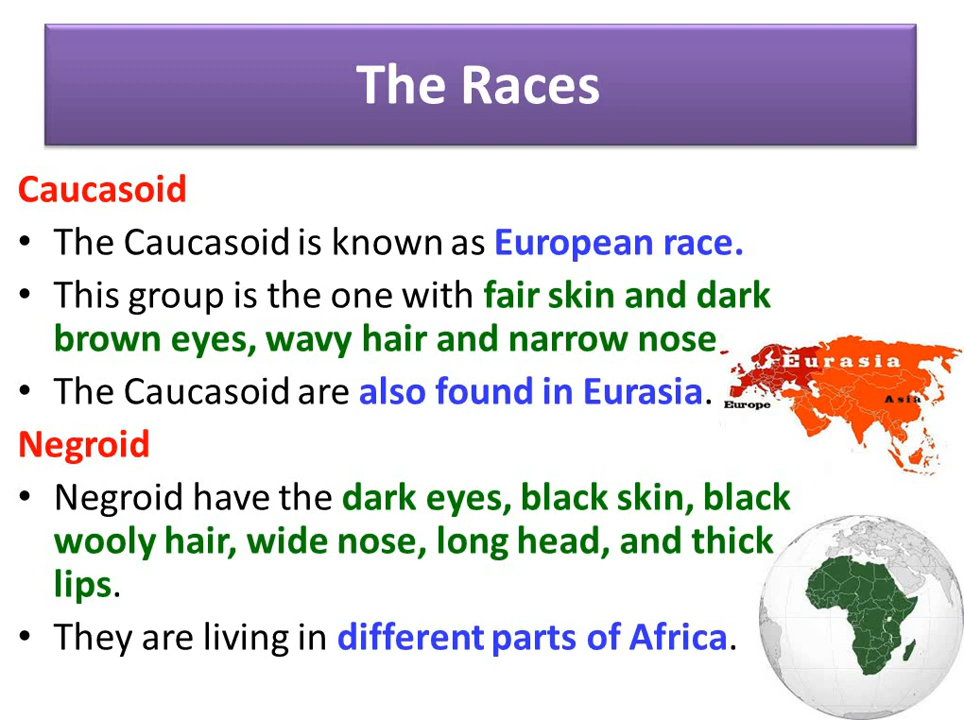 The Races
Caucasoid
• The Caucasoid is known as European race.
• This group is the one with fair skin and dark
brown eyes, wavy hair and narrow nose
Eurasia
• The Caucasoid are also found in Eurasia.
Europe
Asia
Negroid
• Negroid have the dark eyes, black skin, black
wooly hair, wide nose, long head, and thick
lips.
• They are living in different parts of Africa.